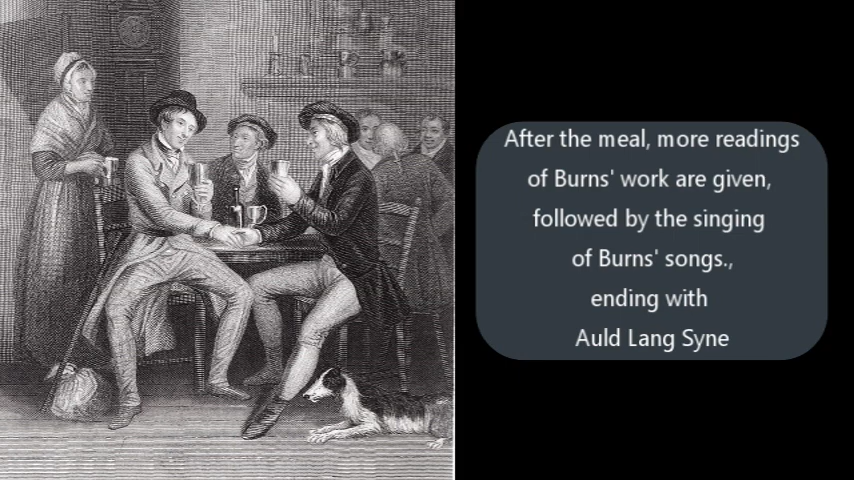 After the meal, more readings
of Burns' work are given,
followed by the singing
of Burns' songs.,
ending with
Auld Lang Syne